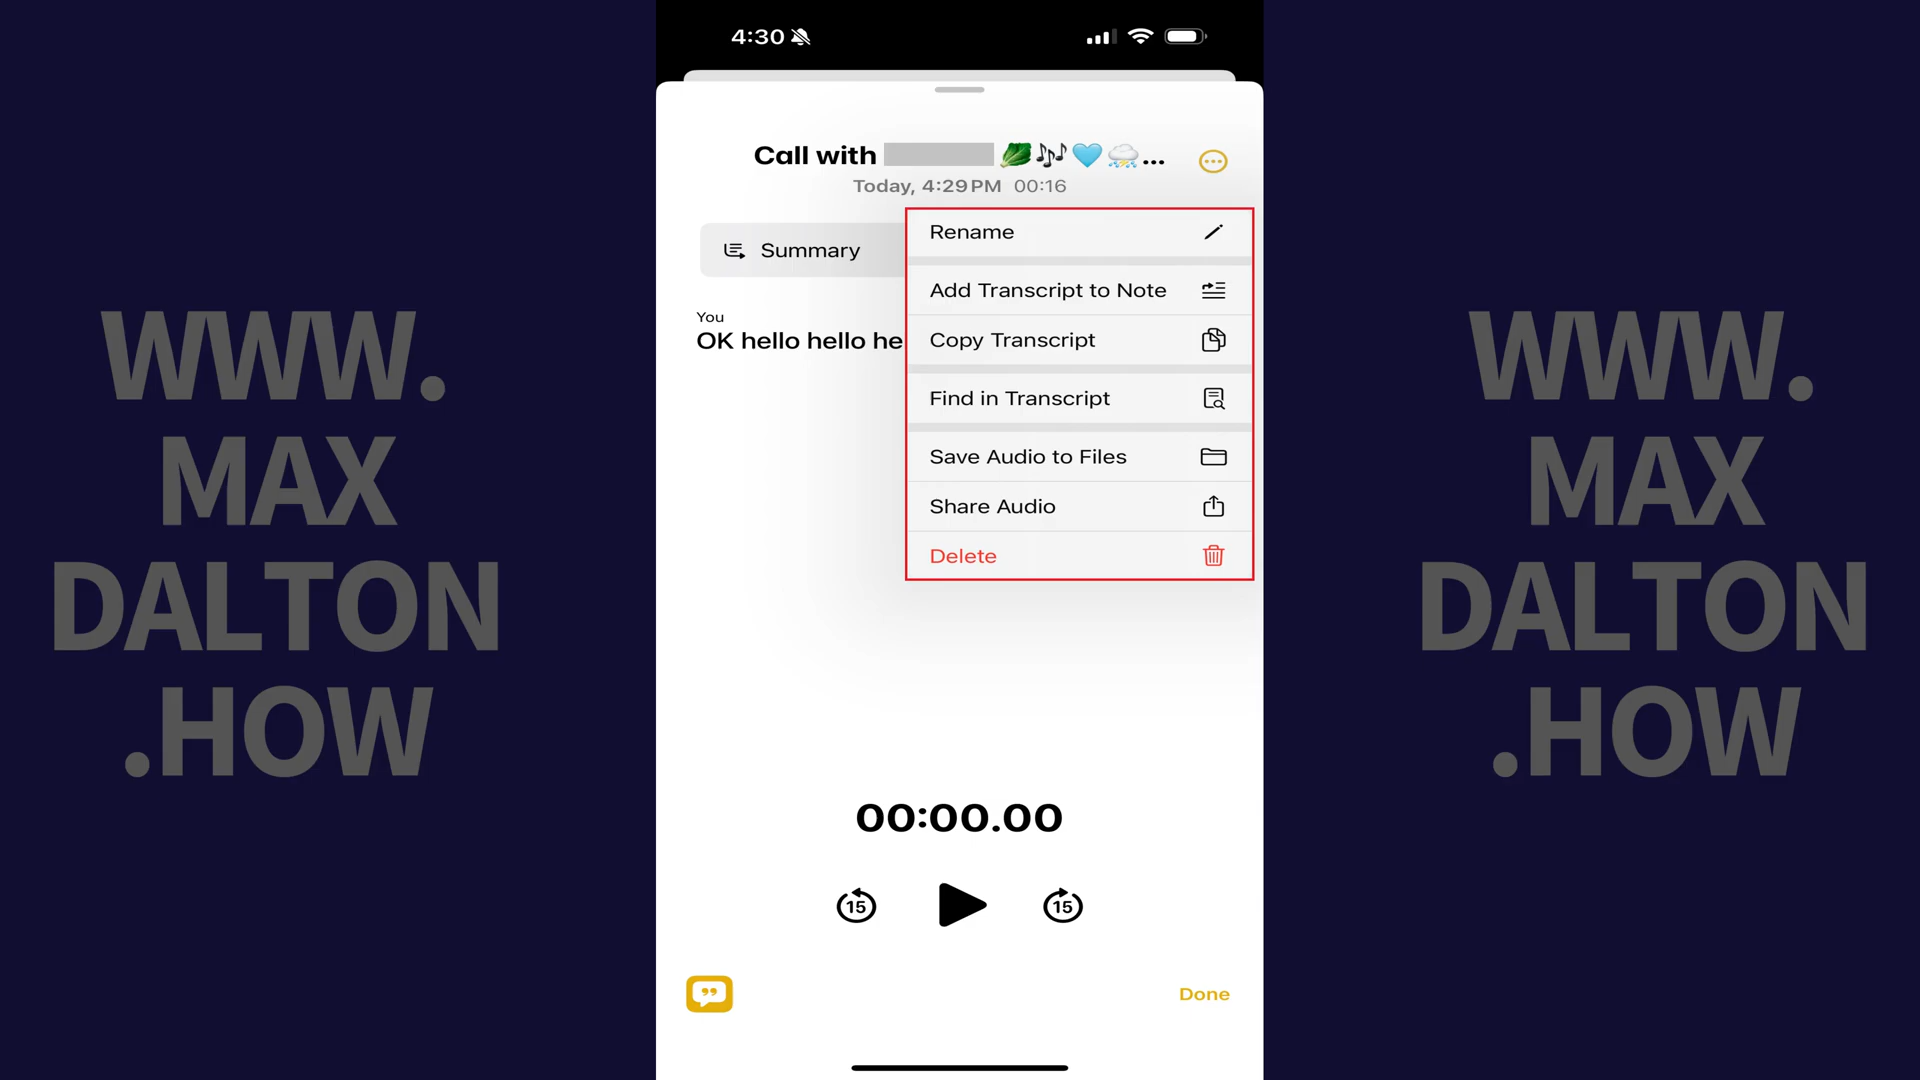 WWW.
MAX
DALTON
.HOW
4:30
Call with 🥬🎶🩵⛈️...
Today, 4:29 PM 00:16
Summary
You
OK hello hello he
Rename
Add Transcript to Note
Copy Transcript
Find in Transcript
Save Audio to Files
Share Audio
Delete
00:00.00
15
15
Done
WWW.
MAX
DALTON
.HOW